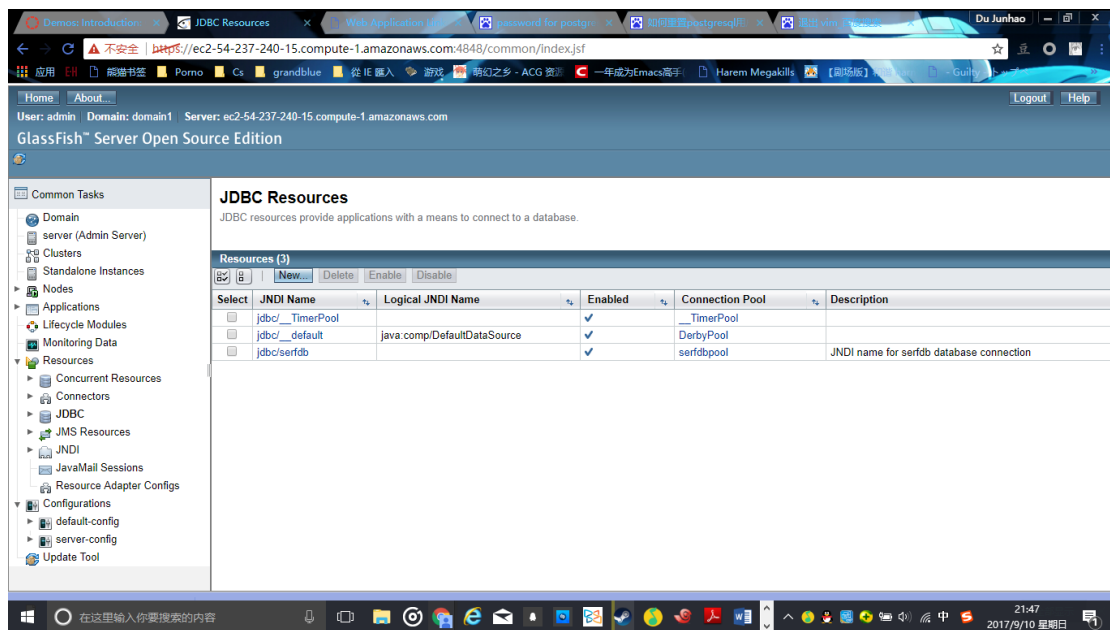 Demos: Introduction JDBC Resources Web Application password for postgre 如何重置postgresql用 退出vim Du Junhao
不安全 https://ec2-54-237-240-15.compute-1.amazonaws.com:4848/common/index.jsf
应用 熊猫书签 Porno Cs grandblue 從 IE 匯入 游戏 萌幻之乡 - ACG 资 一年成为Emacs高手 Harem Megakills 【剧场版】 - Guilty
Home About... Logout Help
User: admin Domain: domain1 Server: ec2-54-237-240-15.compute-1.amazonaws.com
GlassFish™ Server Open Source Edition
Common Tasks
Domain
server (Admin Server)
Clusters
Standalone Instances
Nodes
Applications
Lifecycle Modules
Monitoring Data
Resources
Concurrent Resources
Connectors
JDBC
JMS Resources
JNDI
JavaMail Sessions
Resource Adapter Configs
Configurations
default-config
server-config
Update Tool
JDBC Resources
JDBC resources provide applications with a means to connect to a database.
Resources (3)
New... Delete Enable Disable
Select JNDI Name Logical JNDI Name Enabled Connection Pool Description
jdbc/__TimerPool __TimerPool
jdbc/__default java:comp/DefaultDataSource DerbyPool
jdbc/serfdb serfdbpool JNDI name for serfdb database connection
在这里输入你要搜索的内容 中 21:47
2017/9/10 星期日